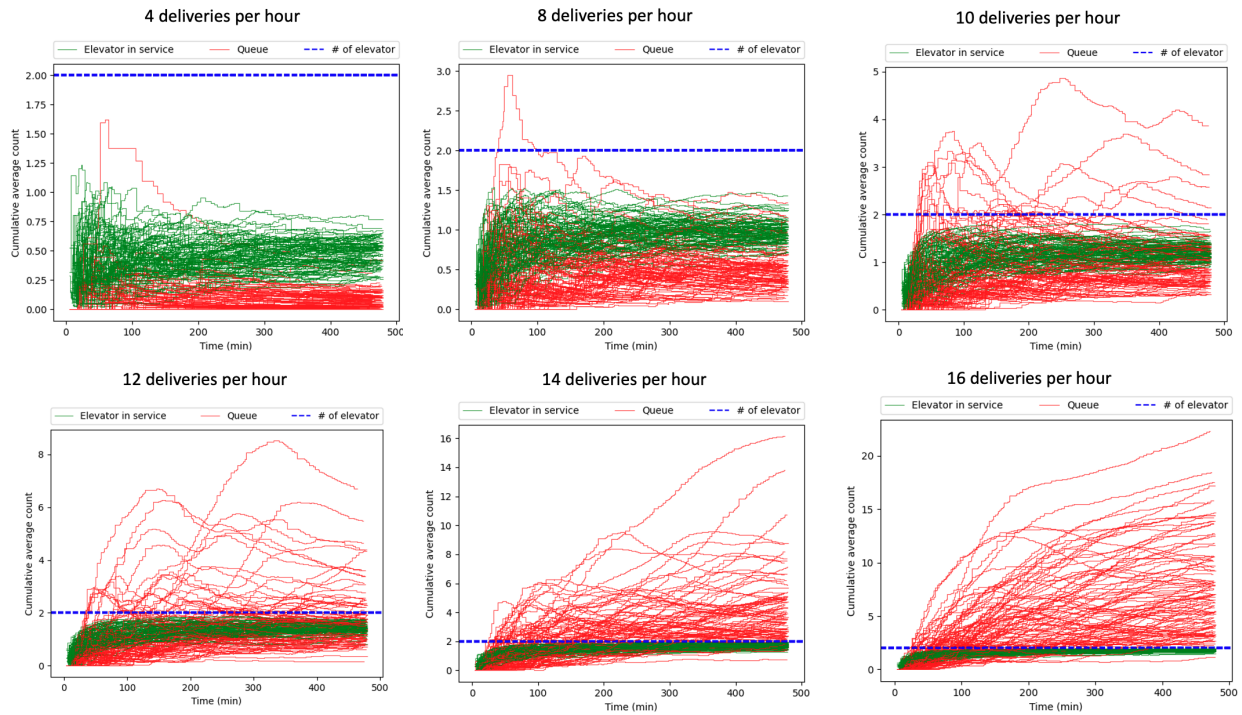 4 deliveries per hour
Elevator in service Queue # of elevator
Cumulative average count
2.00
1.75
1.50
1.25
1.00
0.75
0.50
0.25
0.00
0 100 200 300 400 500
Time (min)
8 deliveries per hour
Elevator in service Queue # of elevator
Cumulative average count
3.0
2.5
2.0
1.5
1.0
0.5
0.0
0 100 200 300 400 500
Time (min)
10 deliveries per hour
Elevator in service Queue # of elevator
Cumulative average count
5
4
3
2
1
0
0 100 200 300 400 500
Time (min)
12 deliveries per hour
Elevator in service Queue # of elevator
Cumulative average count
8
6
4
2
0
0 100 200 300 400 500
Time (min)
14 deliveries per hour
Elevator in service Queue # of elevator
Cumulative average count
16
14
12
10
8
6
4
2
0
0 100 200 300 400 500
Time (min)
16 deliveries per hour
Elevator in service Queue # of elevator
Cumulative average count
20
15
10
5
0
0 100 200 300 400 500
Time (min)